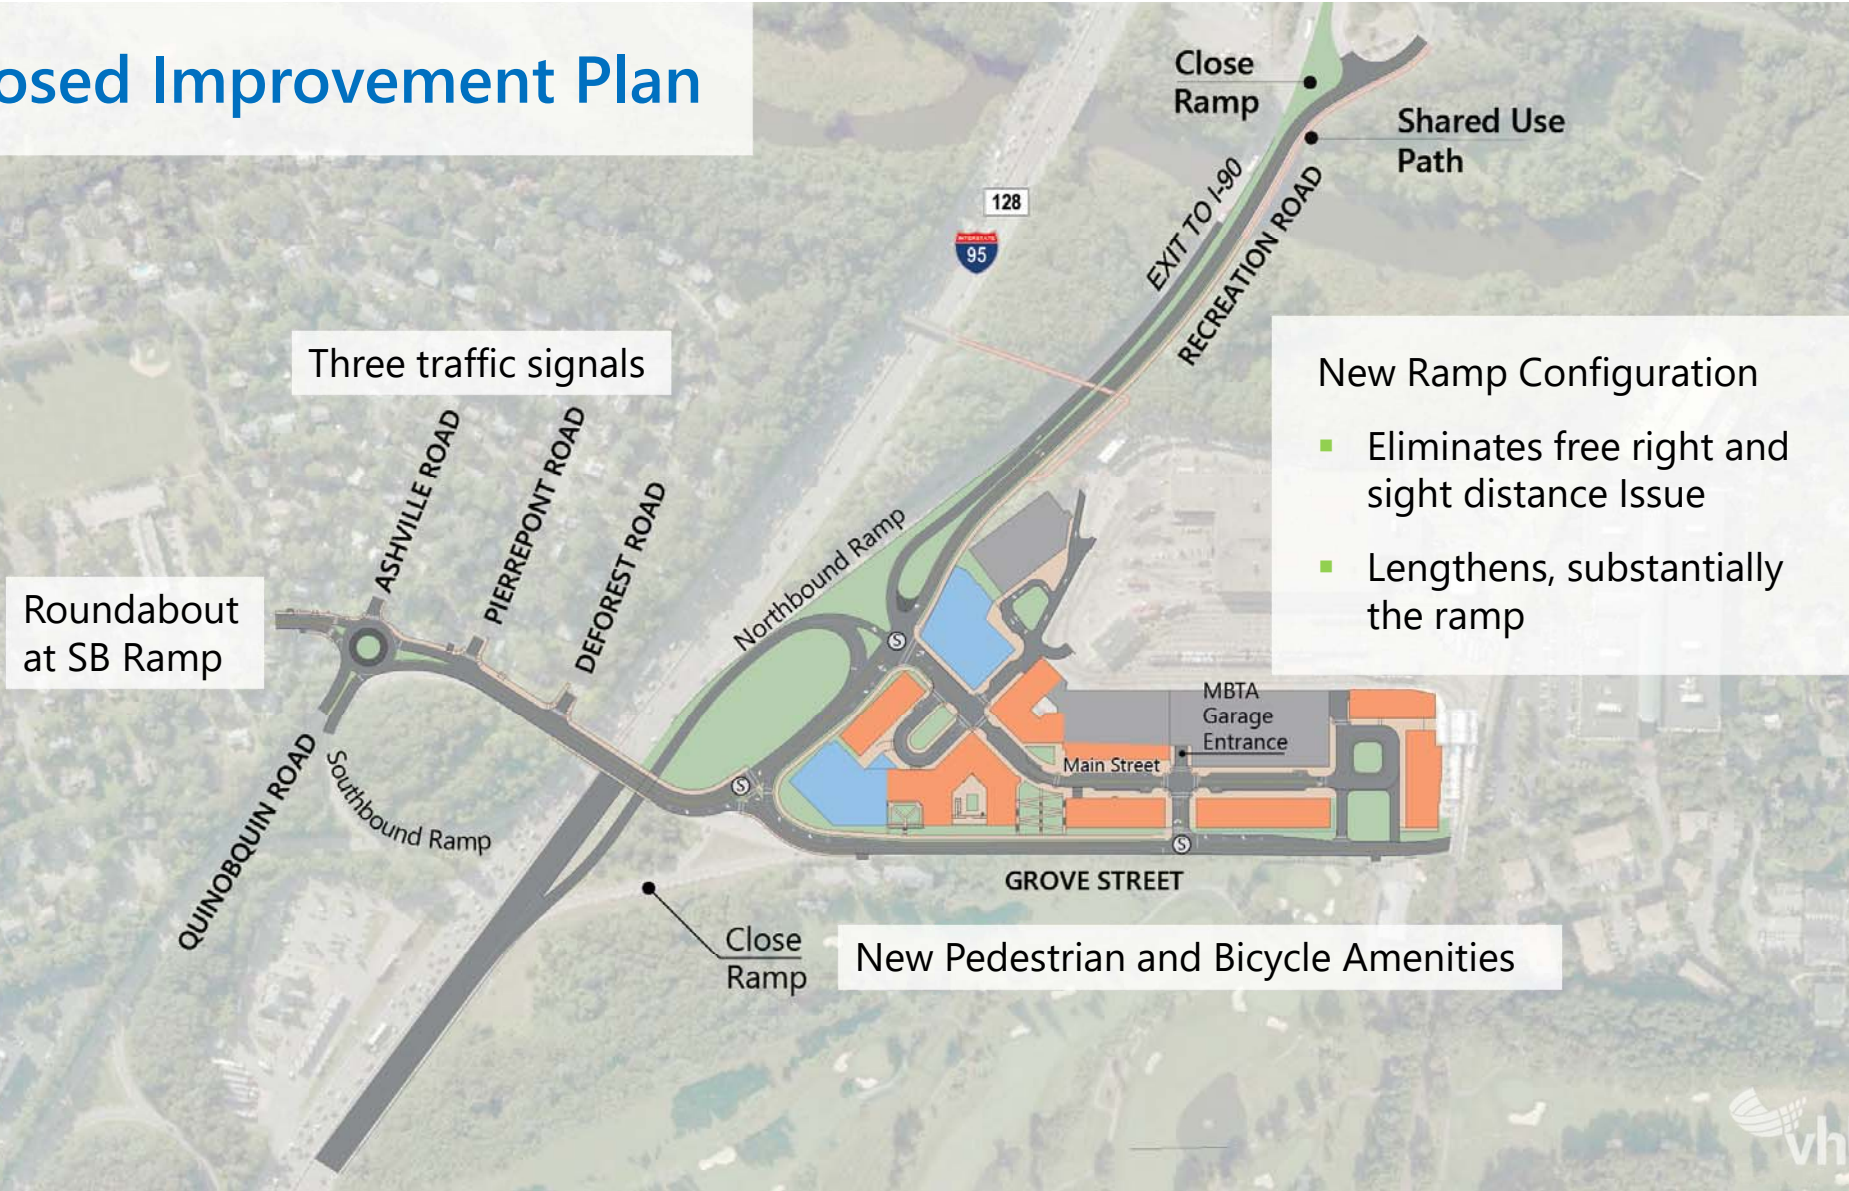 osed Improvement Plan
Close
Ramp
Shared Use
Path
128
INTERSTATE
95
EXIT TO I-90
RECREATION ROAD
Three traffic signals
New Ramp Configuration
Eliminates free right and
sight distance Issue
Lengthens, substantially
the ramp
ASHVILLE ROAD
PIERREPONT ROAD
DEFOREST ROAD
Northbound Ramp
Roundabout
at SB Ramp
S
MBTA
Garage
Entrance
Main Street
S
QUINOBQUIN ROAD
Southbound Ramp
S
GROVE STREET
Close
Ramp
New Pedestrian and Bicycle Amenities
vh